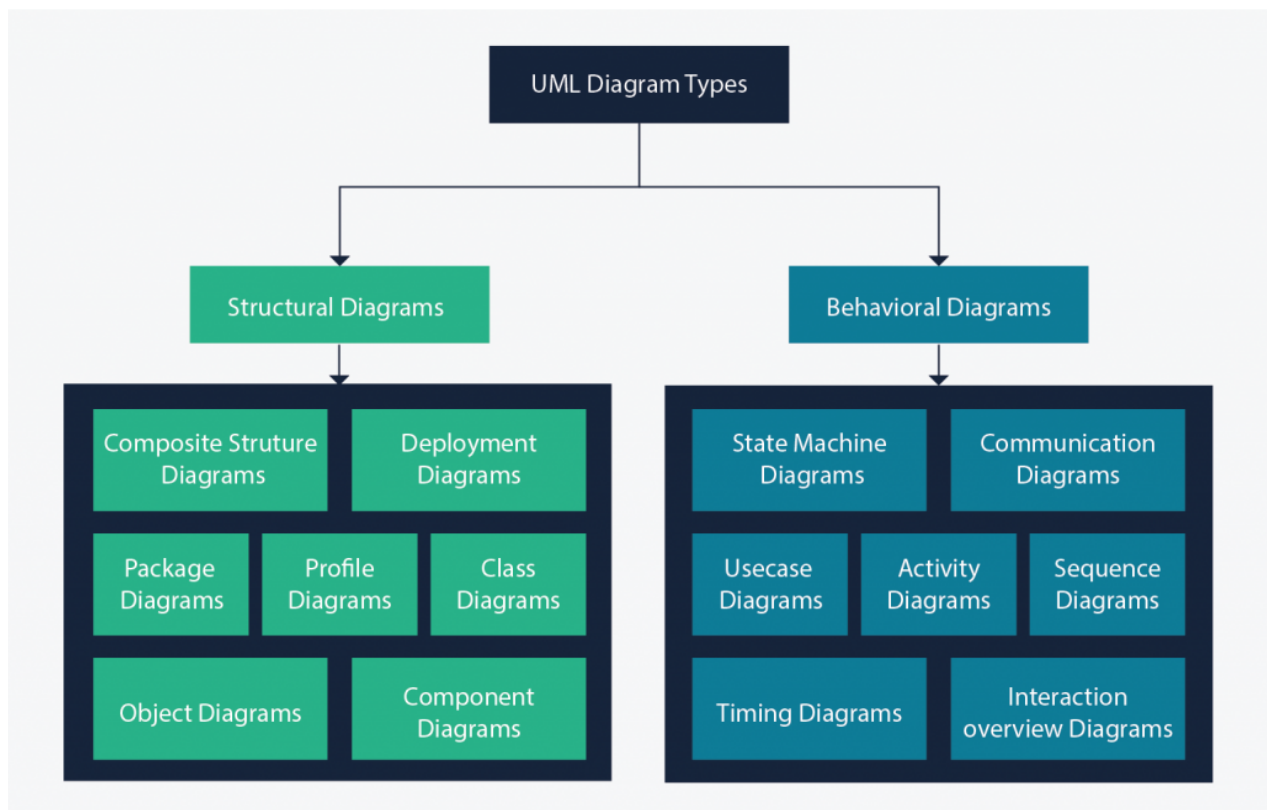 UML Diagram Types
Structural Diagrams
Behavioral Diagrams
Composite Struture
Diagrams
Deployment
Diagrams
Package
Diagrams
Profile
Diagrams
Class
Diagrams
Object Diagrams
Component
Diagrams
State Machine
Diagrams
Communication
Diagrams
Usecase
Diagrams
Activity
Diagrams
Sequence
Diagrams
Timing Diagrams
Interaction
overview Diagrams